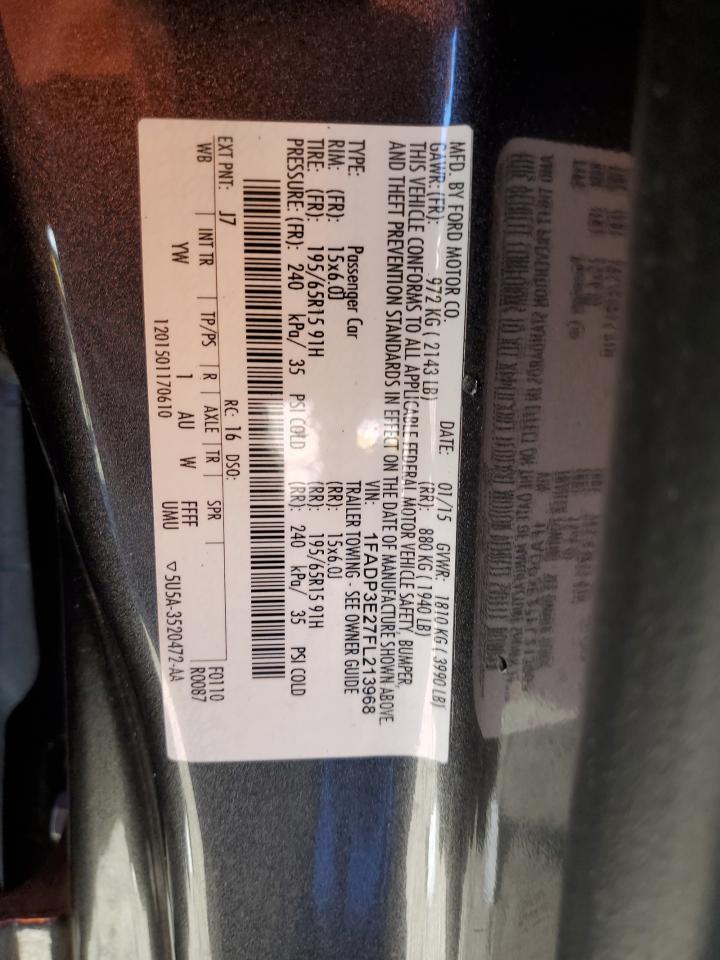 MFD. BY FORD MOTOR CO.
DATE: 01/15 GVWR: 1810 KG ( 3990 LB)
GAWR: (FR): 972 KG ( 2143 LB) (RR): 880 KG ( 1940 LB)
THIS VEHICLE CONFORMS TO ALL APPLICABLE FEDERAL MOTOR VEHICLE SAFETY, BUMPER,
AND THEFT PREVENTION STANDARDS IN EFFECT ON THE DATE OF MANUFACTURE SHOWN ABOVE.
VIN: 1FADP3E27FL213968
TYPE: Passenger Car TRAILER TOWING - SEE OWNER GUIDE
RIM: (FR): 15x6.0J (RR): 15x6.0J
TIRE: (FR): 195/65R15 91H (RR): 195/65R15 91H
PRESSURE: (FR): 240 kPa/ 35 PSI COLD (RR): 240 kPa/ 35 PSI COLD
EXT PNT: J7 RC: 16 DSO: F0110
WB | INT TR | TP/PS | R | AXLE | TR | SPR | R0087
YW 1 AU W FFFF
1201501170610 UMU ▽5U5A-3520472-AA